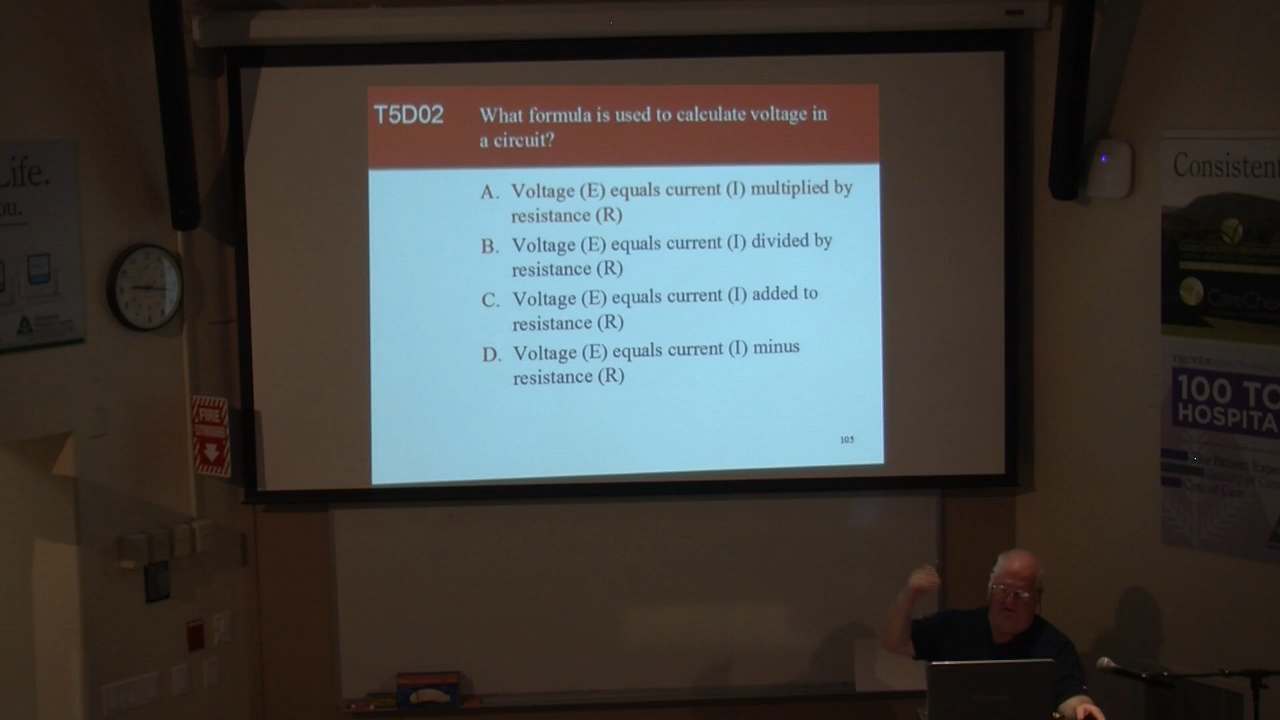 T5D02
What formula is used to calculate voltage in
a circuit?
A. Voltage (E) equals current (I) multiplied by
resistance (R)
B. Voltage (E) equals current (I) divided by
resistance (R)
C. Voltage (E) equals current (I) added to
resistance (R)
D. Voltage (E) equals current (I) minus
resistance (R)
105
Life.
ou.
FIRE
Consisten
100 TO
HOSPITA